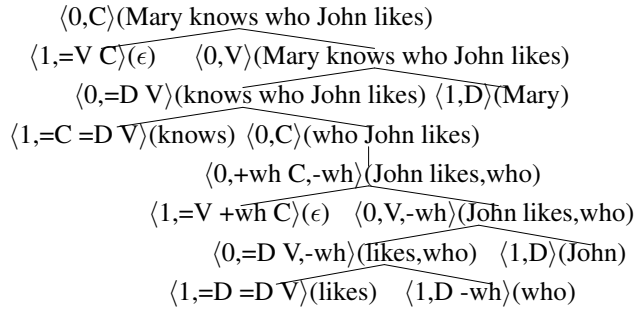 ⟨0,C⟩(Mary knows who John likes)
⟨1,=V C⟩(ϵ) ⟨0,V⟩(Mary knows who John likes)
⟨0,=D V⟩(knows who John likes) ⟨1,D⟩(Mary)
⟨1,=C =D V⟩(knows) ⟨0,C⟩(who John likes)
⟨0,+wh C,-wh⟩(John likes,who)
⟨1,=V +wh C⟩(ϵ) ⟨0,V,-wh⟩(John likes,who)
⟨0,=D V,-wh⟩(likes,who) ⟨1,D⟩(John)
⟨1,=D =D V⟩(likes) ⟨1,D -wh⟩(who)